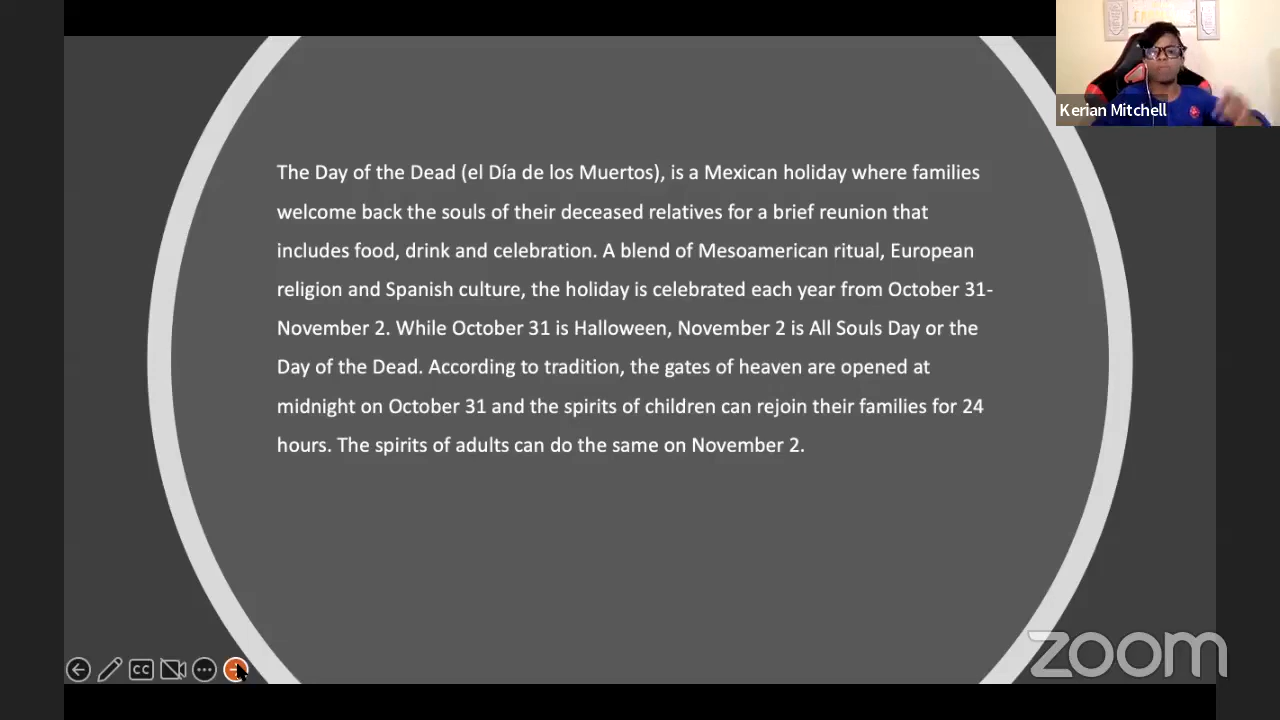 Kerian Mitchell
The Day of the Dead (el Día de los Muertos), is a Mexican holiday where families
welcome back the souls of their deceased relatives for a brief reunion that
includes food, drink and celebration. A blend of Mesoamerican ritual, European
religion and Spanish culture, the holiday is celebrated each year from October 31-
November 2. While October 31 is Halloween, November 2 is All Souls Day or the
Day of the Dead. According to tradition, the gates of heaven are opened at
midnight on October 31 and the spirits of children can rejoin their families for 24
hours. The spirits of adults can do the same on November 2.
CC
zoom